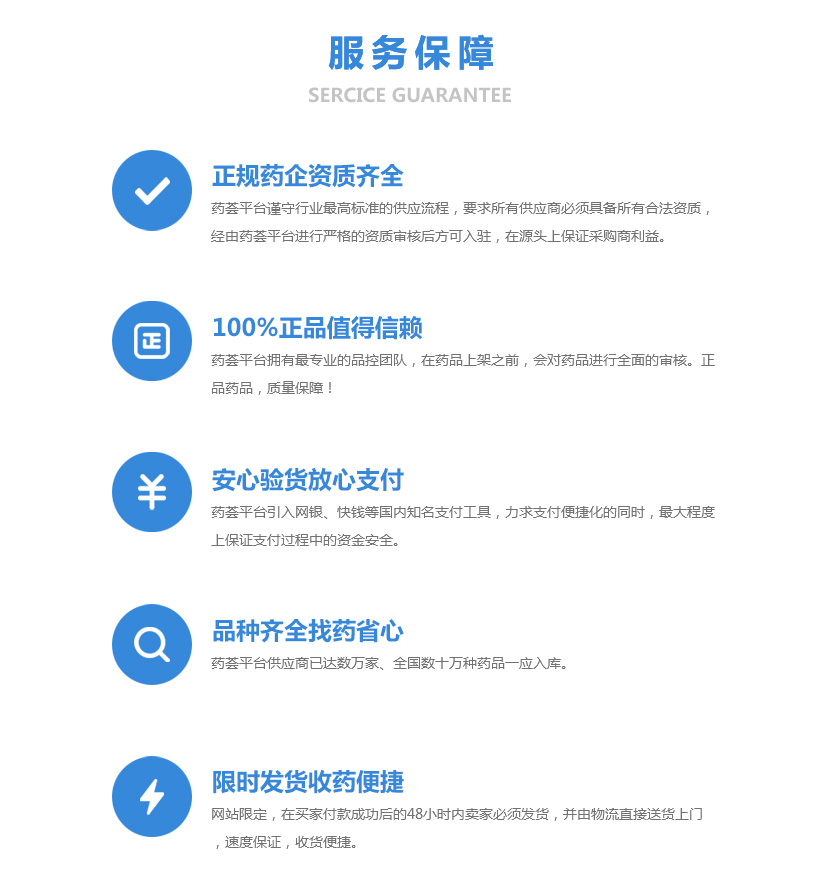 服务保障
SERCICE GUARANTEE
正规药企资质齐全
药荟平台谨守行业最高标准的供应流程，要求所有供应商必须具备所有合法资质，
经由药荟平台进行严格的资质审核后方可入驻，在源头上保证采购商利益。
正
100%正品值得信赖
药荟平台拥有最专业的品控团队，在药品上架之前，会对药品进行全面的审核。正
品药品，质量保障！
¥
安心验货放心支付
药荟平台引入网银、快钱等国内知名支付工具，力求支付便捷化的同时，最大程度
上保证支付过程中的资金安全。
品种齐全找药省心
药荟平台供应商已达数万家、全国数十万种药品一应入库。
限时发货收药便捷
网站限定，在买家付款成功后的48小时内卖家必须发货，并由物流直接送货上门
，速度保证，收货便捷。